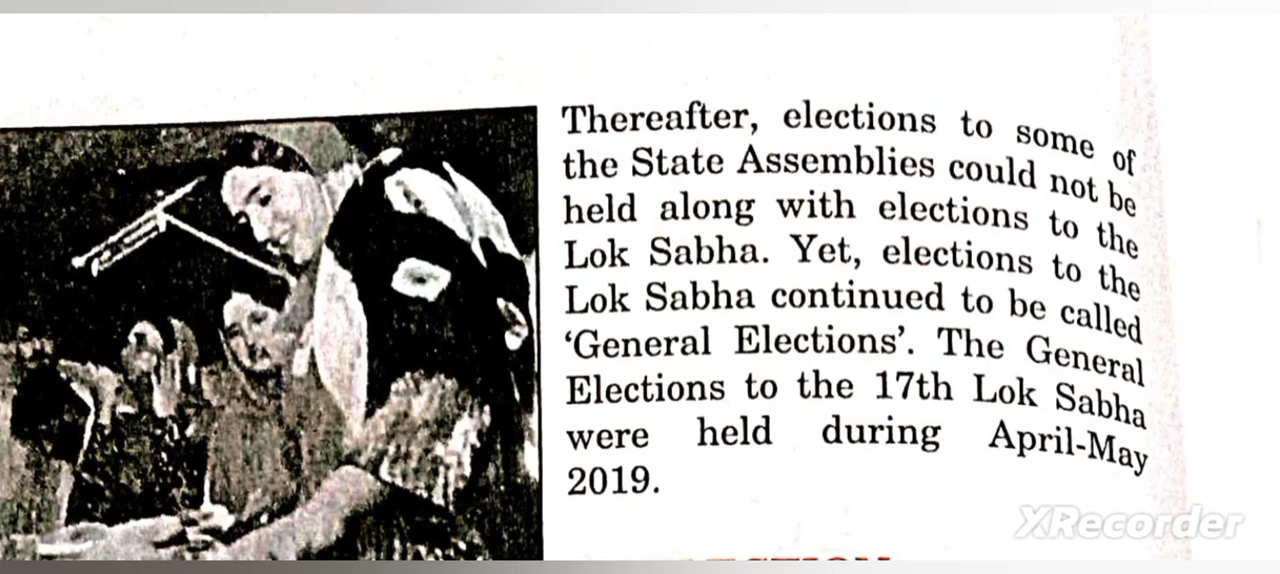 Thereafter, elections to some of
the State Assemblies could not be
held along with elections to the
Lok Sabha. Yet, elections to the
Lok Sabha continued to be called
‘General Elections’. The General
Elections to the 17th Lok Sabha
were held during April-May
2019.
XRecorder